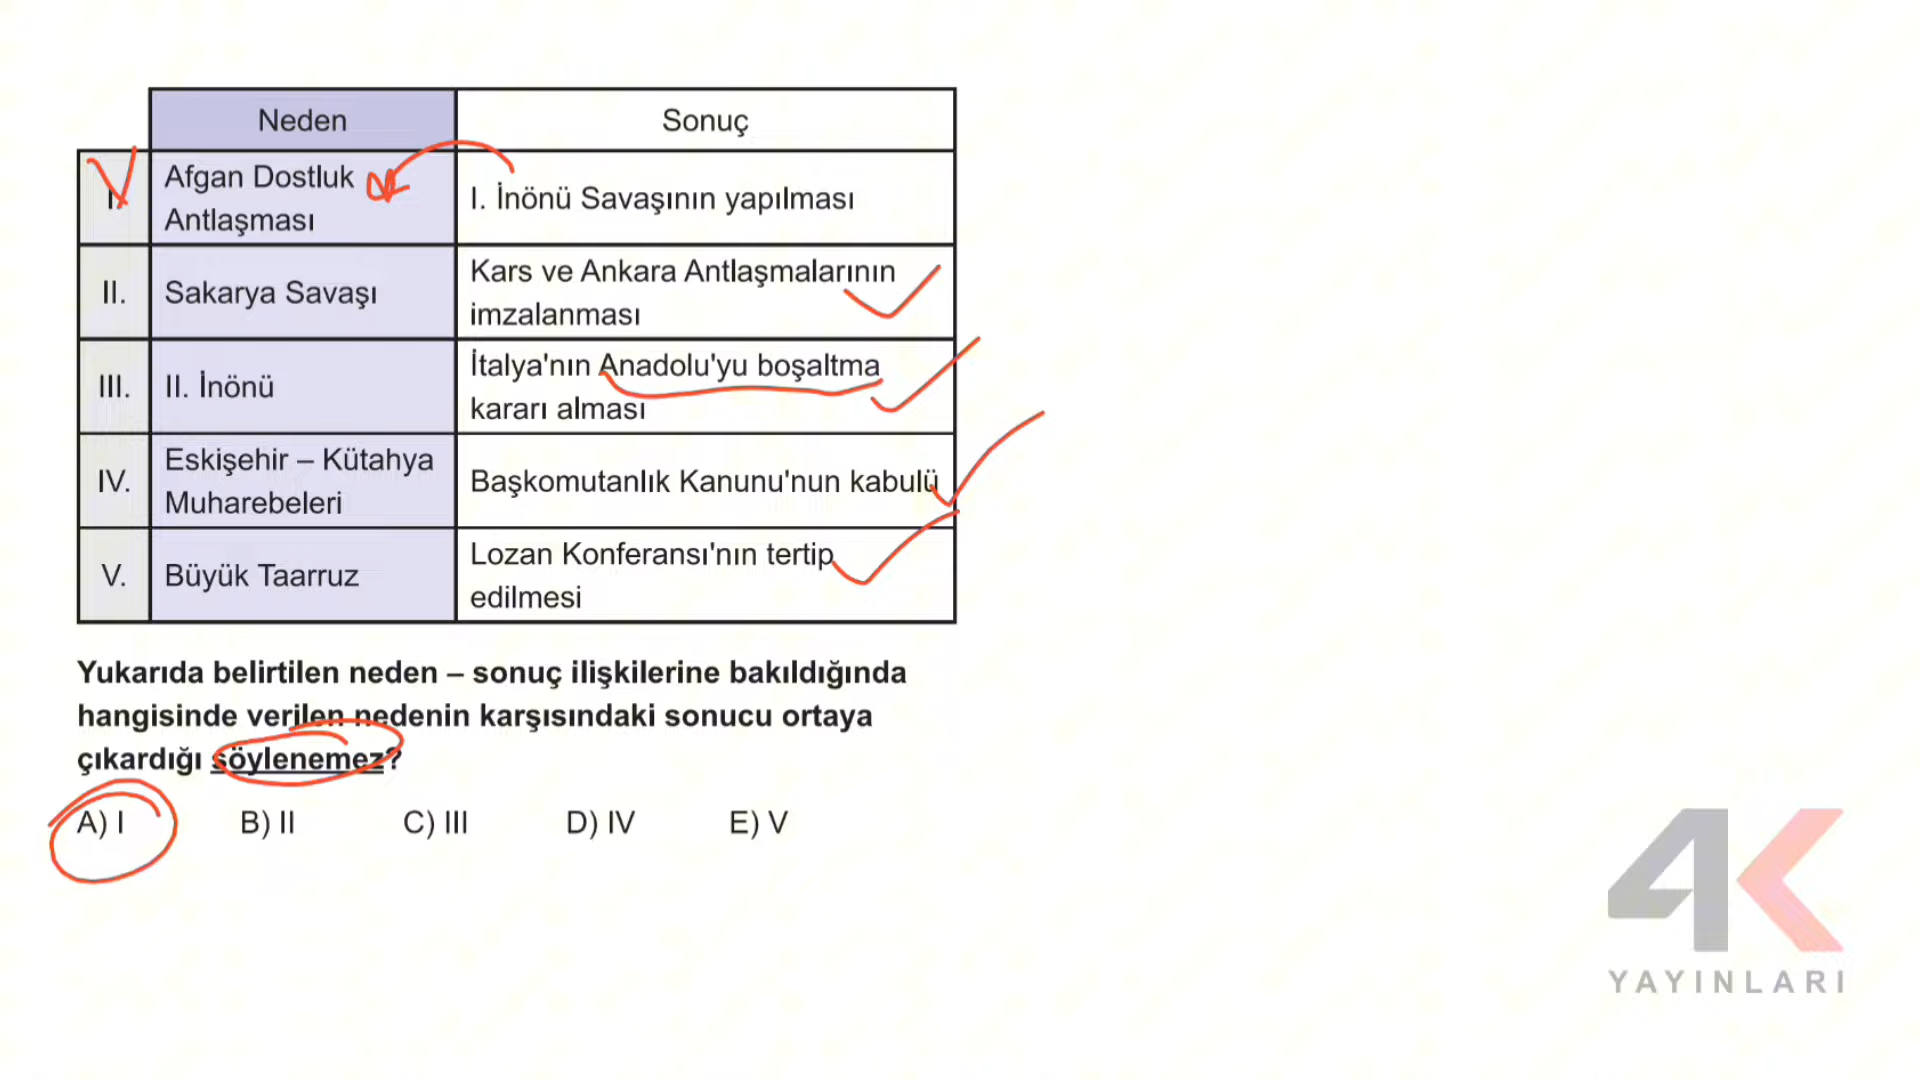 Neden Sonuç
I. Afgan Dostluk Antlaşması I. İnönü Savaşının yapılması
II. Sakarya Savaşı Kars ve Ankara Antlaşmalarının imzalanması
III. II. İnönü İtalya'nın Anadolu'yu boşaltma kararı alması
IV. Eskişehir – Kütahya Muharebeleri Başkomutanlık Kanunu'nun kabulü
V. Büyük Taarruz Lozan Konferansı'nın tertip edilmesi
Yukarıda belirtilen neden – sonuç ilişkilerine bakıldığında
hangisinde verilen nedenin karşısındaki sonucu ortaya
çıkardığı söylenemez?
A) I B) II C) III D) IV E) V
4K
YAYINLARI